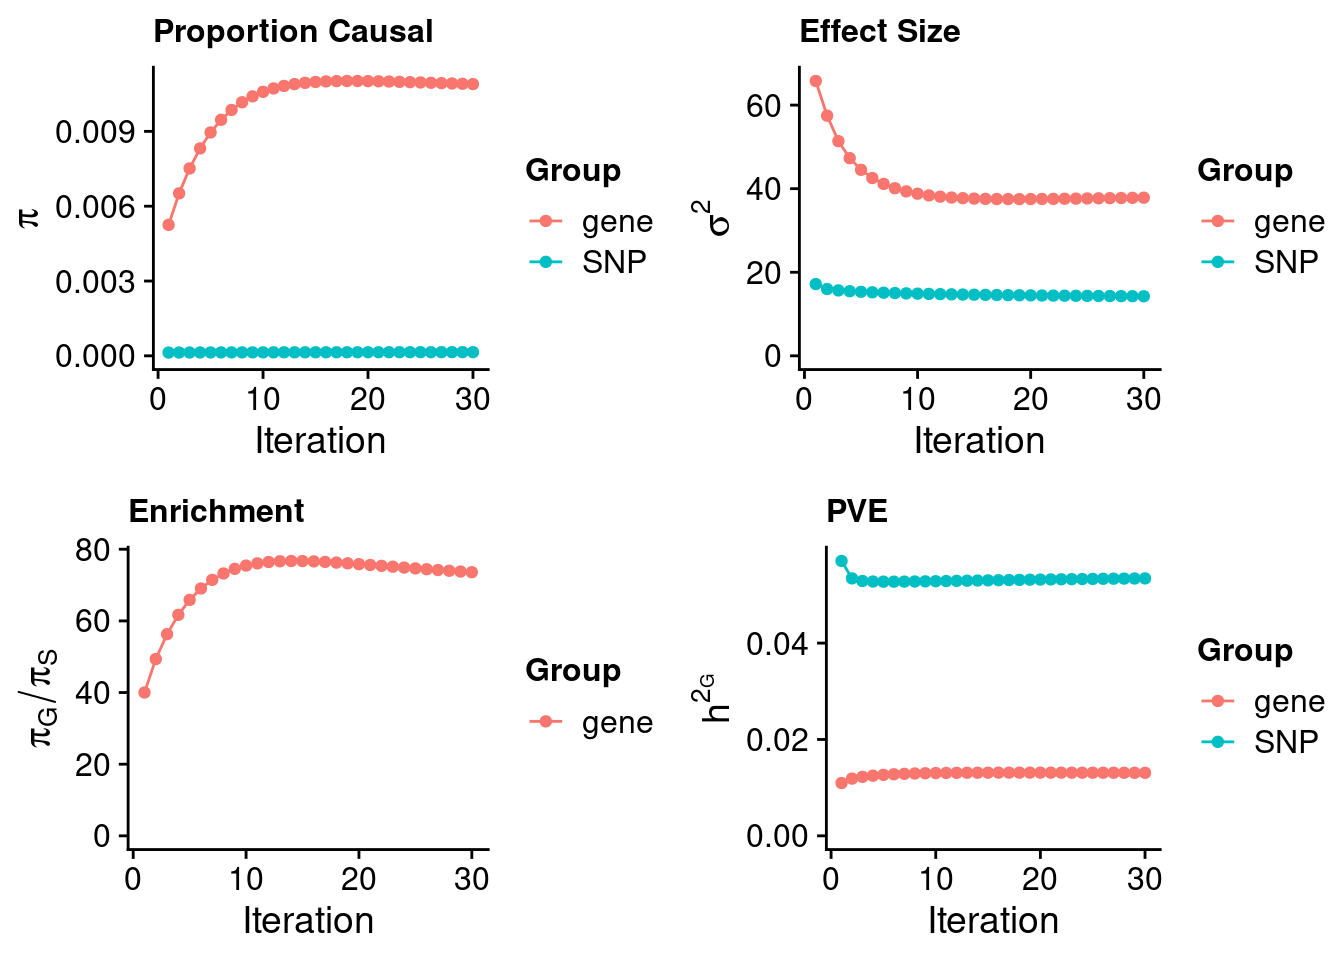 Proportion Causal
π
0.009
0.006
0.003
0.000
0 10 20 30
Iteration
Group
gene
SNP
Effect Size
σ²
60
40
20
0
0 10 20 30
Iteration
Group
gene
SNP
Enrichment
π_G/π_S
80
60
40
20
0
0 10 20 30
Iteration
Group
gene
PVE
h^2_G
0.04
0.02
0.00
0 10 20 30
Iteration
Group
gene
SNP